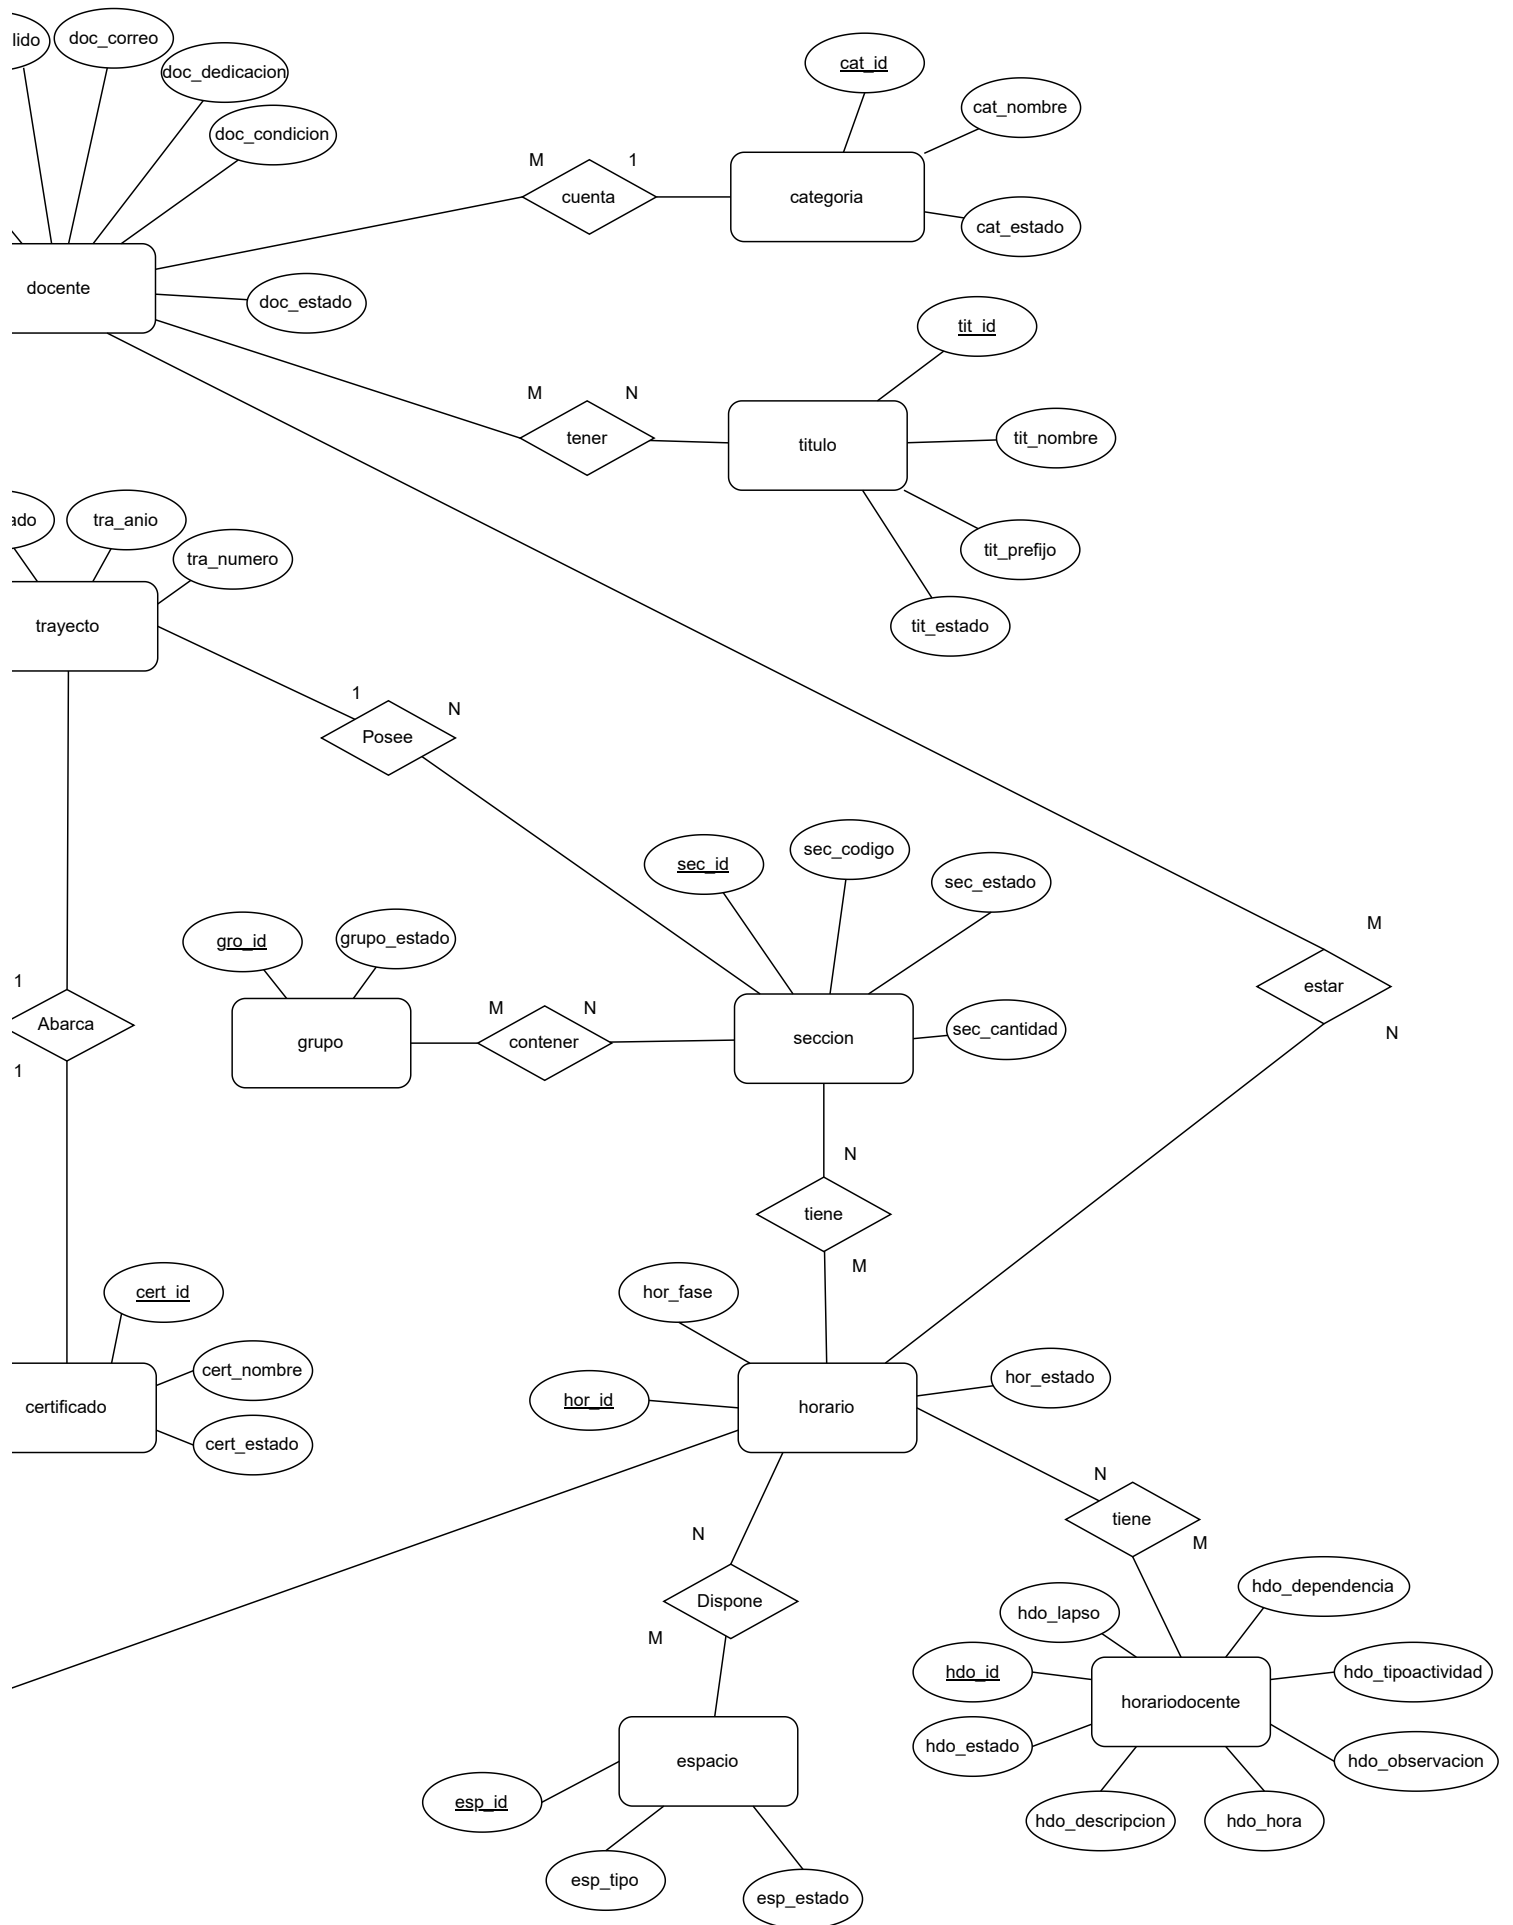 lido
doc_correo
doc_dedicacion
doc_condicion
cat_id
cat_nombre
M
1
cuenta
categoria
cat_estado
docente
doc_estado
tit_id
M
N
tener
titulo
tit_nombre
tit_prefijo
tit_estado
ado
tra_anio
tra_numero
trayecto
1
N
Posee
sec_id
sec_codigo
sec_estado
gro_id
grupo_estado
M
estar
N
1
Abarca
1
M
N
grupo
contener
seccion
sec_cantidad
N
tiene
M
cert_id
hor_fase
cert_nombre
hor_estado
certificado
hor_id
horario
cert_estado
N
tiene
M
N
Dispone
M
hdo_dependencia
hdo_lapso
hdo_id
hdo_tipoactividad
horariodocente
hdo_estado
hdo_observacion
espacio
esp_id
hdo_descripcion
hdo_hora
esp_tipo
esp_estado